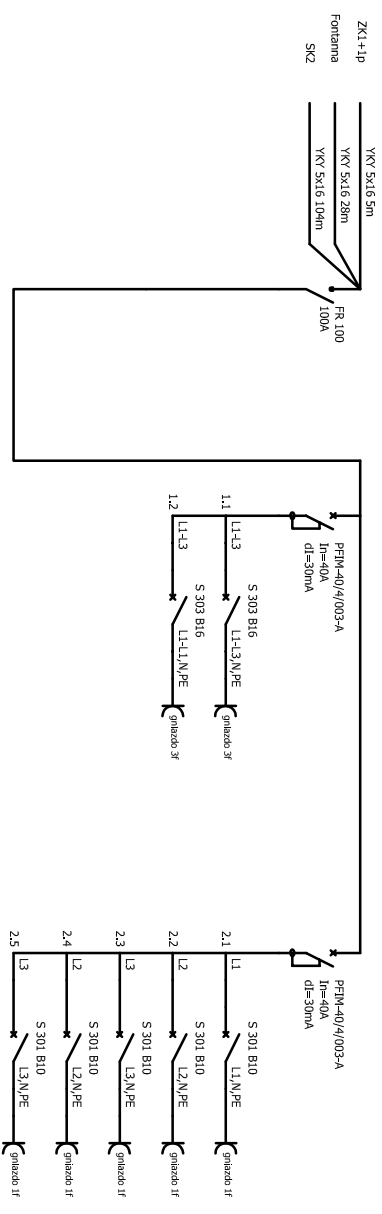 ZK1+1p
YKY 5x16 5m
Fontanna
YKY 5x16 28m
SK2
YKY 5x16 104m
FR 100
100A
PFIM-40/4/003-A
In=40A
dI=30mA
1.1
L1-L3
S 303 B16
L1-L3,N,PE
gniazdo 3f
1.2
L1-L3
S 303 B16
L1-L1,N,PE
gniazdo 3f
PFIM-40/4/003-A
In=40A
dI=30mA
2.1
L1
S 301 B10
L1,N,PE
gniazdo 1f
2.2
L2
S 301 B10
L2,N,PE
gniazdo 1f
2.3
L3
S 301 B10
L3,N,PE
gniazdo 1f
2.4
L2
S 301 B10
L2,N,PE
gniazdo 1f
2.5
L3
S 301 B10
L3,N,PE
gniazdo 1f